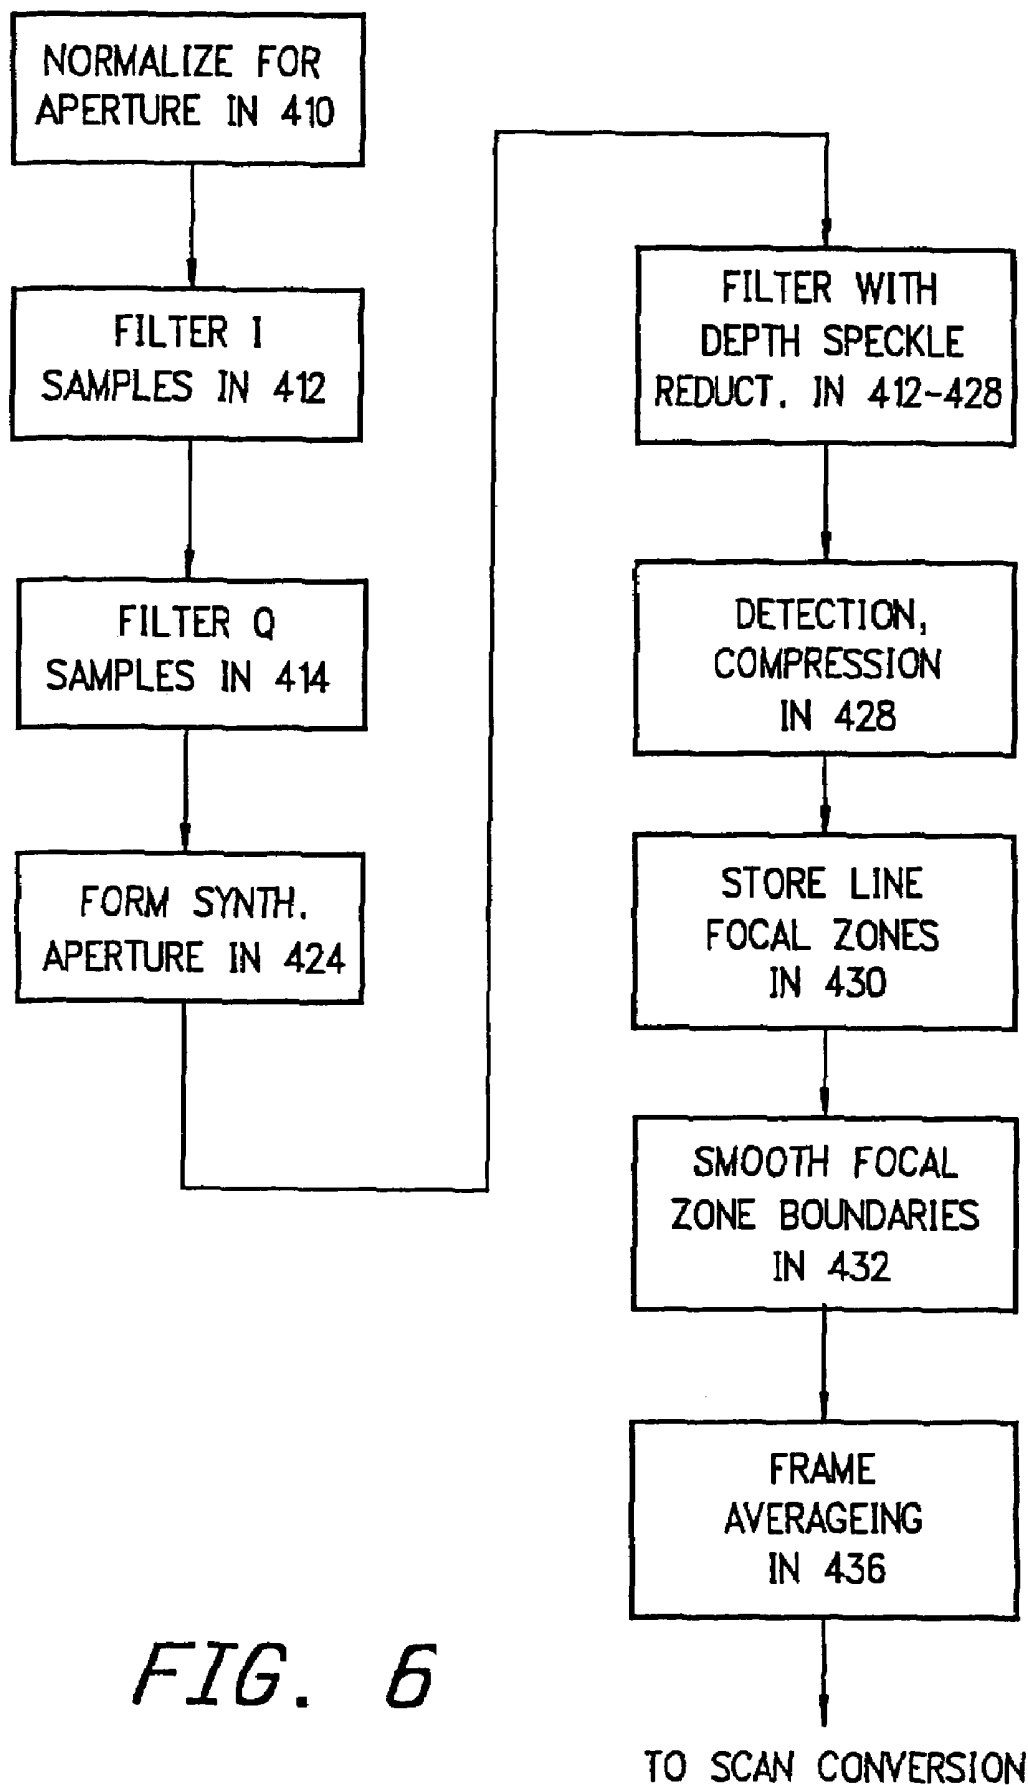 NORMALIZE FOR
APERTURE IN 410
FILTER I
SAMPLES IN 412
FILTER Q
SAMPLES IN 414
FORM SYNTH.
APERTURE IN 424
FILTER WITH
DEPTH SPECKLE
REDUCT. IN 412-428
DETECTION,
COMPRESSION
IN 428
STORE LINE
FOCAL ZONES
IN 430
SMOOTH FOCAL
ZONE BOUNDARIES
IN 432
FRAME
AVERAGEING
IN 436
TO SCAN CONVERSION
FIG. 6